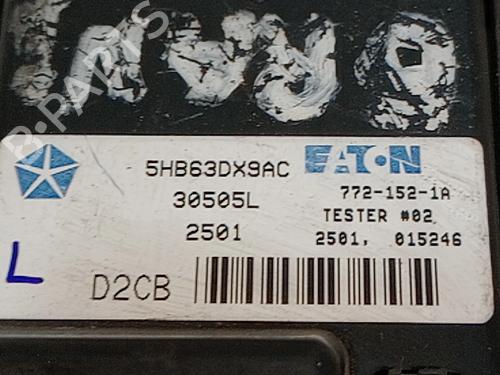 B-PARTS
5HB63DX9AC
EATON
30505L
772-152-1A
2501
TESTER #02
2501, 015246
L
D2CB